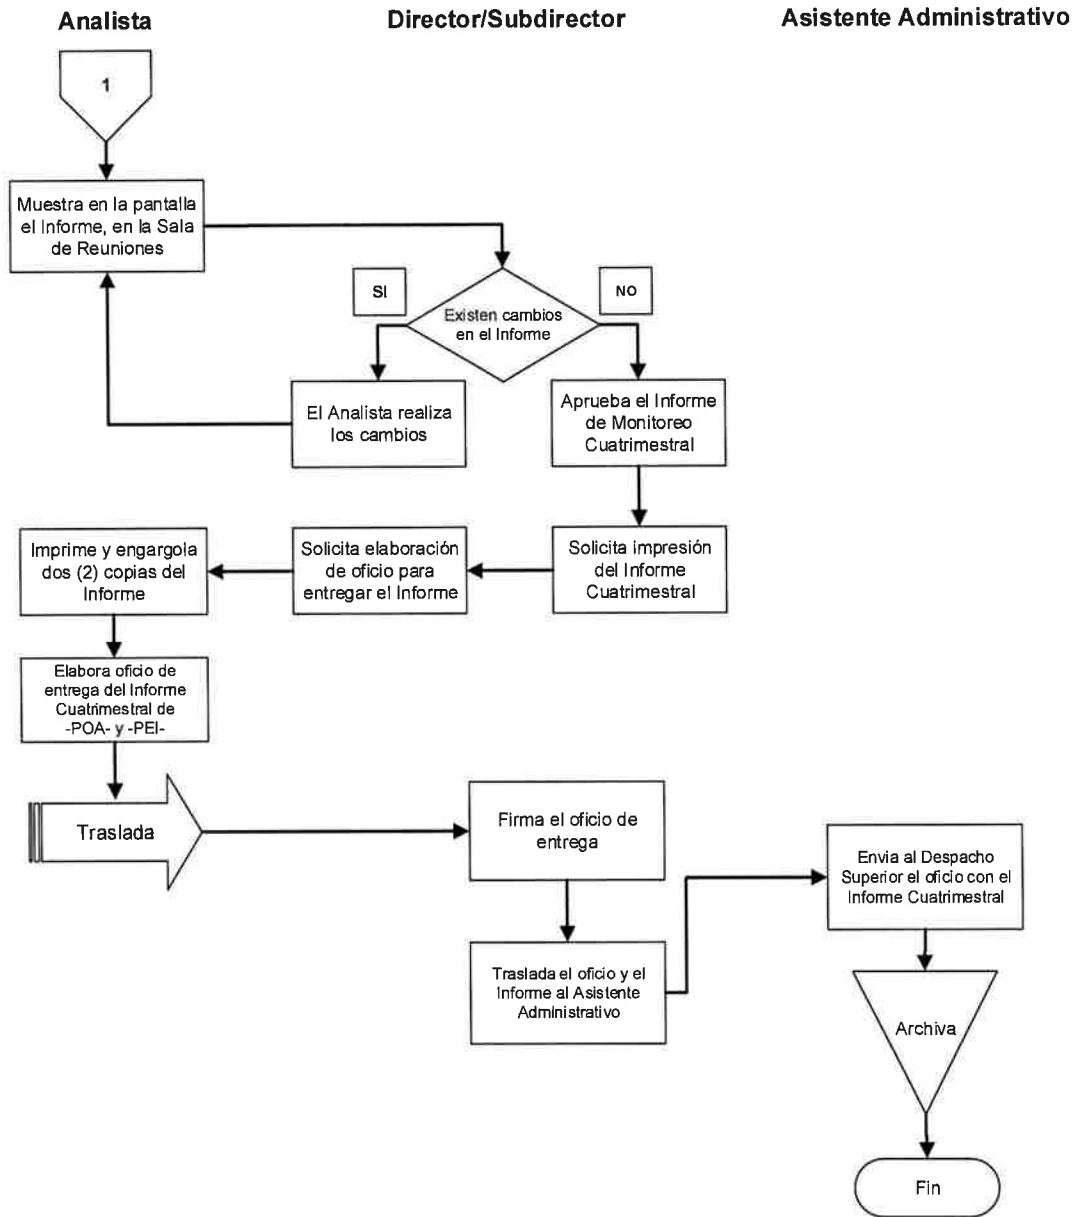 Analista
Director/Subdirector
Asistente Administrativo
1
Muestra en la pantalla
el Informe, en la Sala
de Reuniones
SI
NO
Existen cambios
en el Informe
El Analista realiza
los cambios
Aprueba el Informe
de Monitoreo
Cuatrimestral
Imprime y engargola
dos (2) copias del
Informe
Solicita elaboración
de oficio para
entregar el Informe
Solicita impresión
del Informe
Cuatrimestral
Elabora oficio de
entrega del Informe
Cuatrimestral de
-POA- y -PEI-
Traslada
Firma el oficio de
entrega
Envia al Despacho
Superior el oficio con el
Informe Cuatrimestral
Traslada el oficio y el
Informe al Asistente
Administrativo
Archiva
Fin